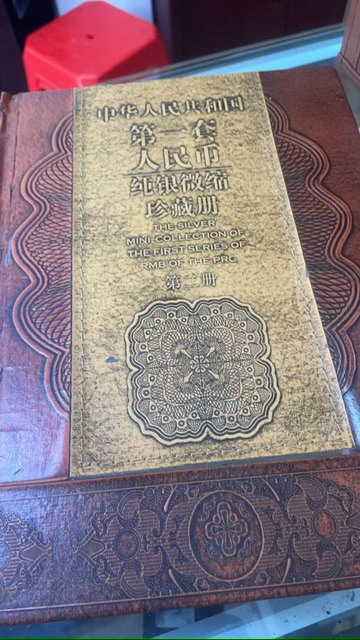 中华人民共和国
第一套
人民币
纯银微缩
珍藏册
THE SILVER
MINI COLLECTION OF
THE FIRST SERIES OF
RMB OF THE PRC
第二册